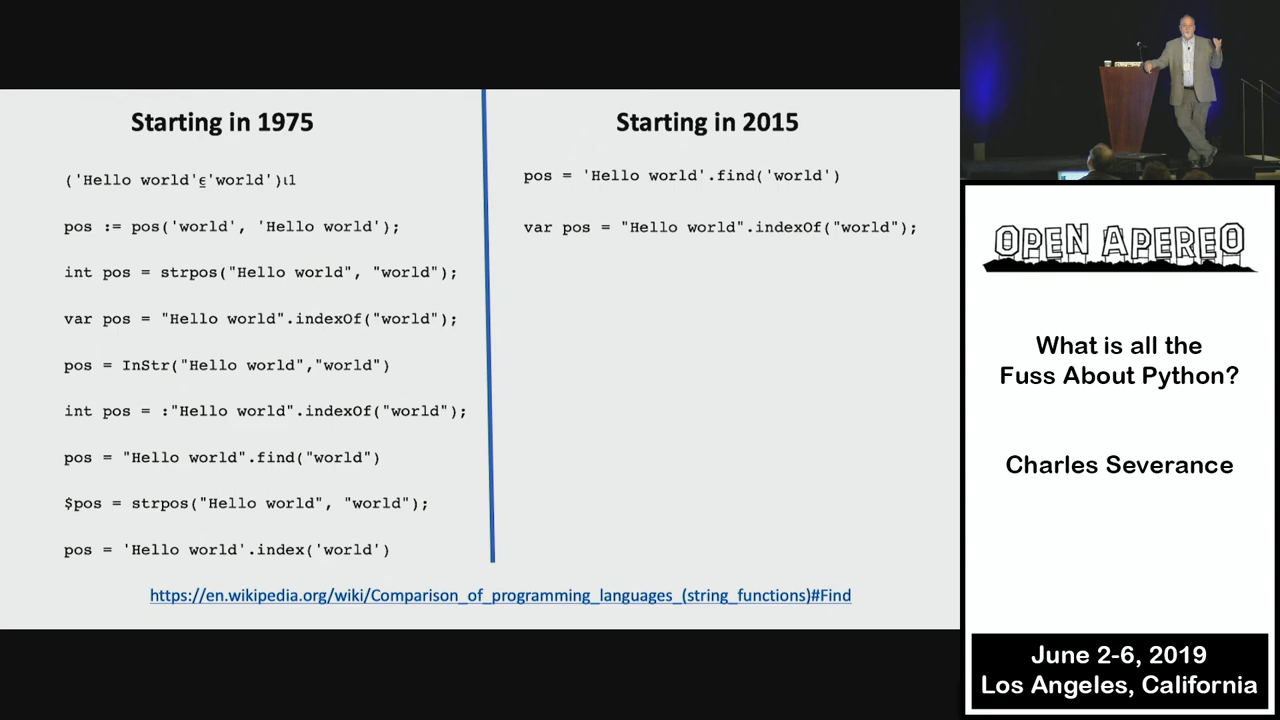 Starting in 1975
('Hello world'⍷'world')⍳1
pos := pos('world', 'Hello world');
int pos = strpos("Hello world", "world");
var pos = "Hello world".indexOf("world");
pos = InStr("Hello world","world")
int pos = :"Hello world".indexOf("world");
pos = "Hello world".find("world")
$pos = strpos("Hello world", "world");
pos = 'Hello world'.index('world')
Starting in 2015
pos = 'Hello world'.find('world')
var pos = "Hello world".indexOf("world");
https://en.wikipedia.org/wiki/Comparison_of_programming_languages_(string_functions)#Find
OPEN APEREO
What is all the
Fuss About Python?
Charles Severance
June 2-6, 2019
Los Angeles, California